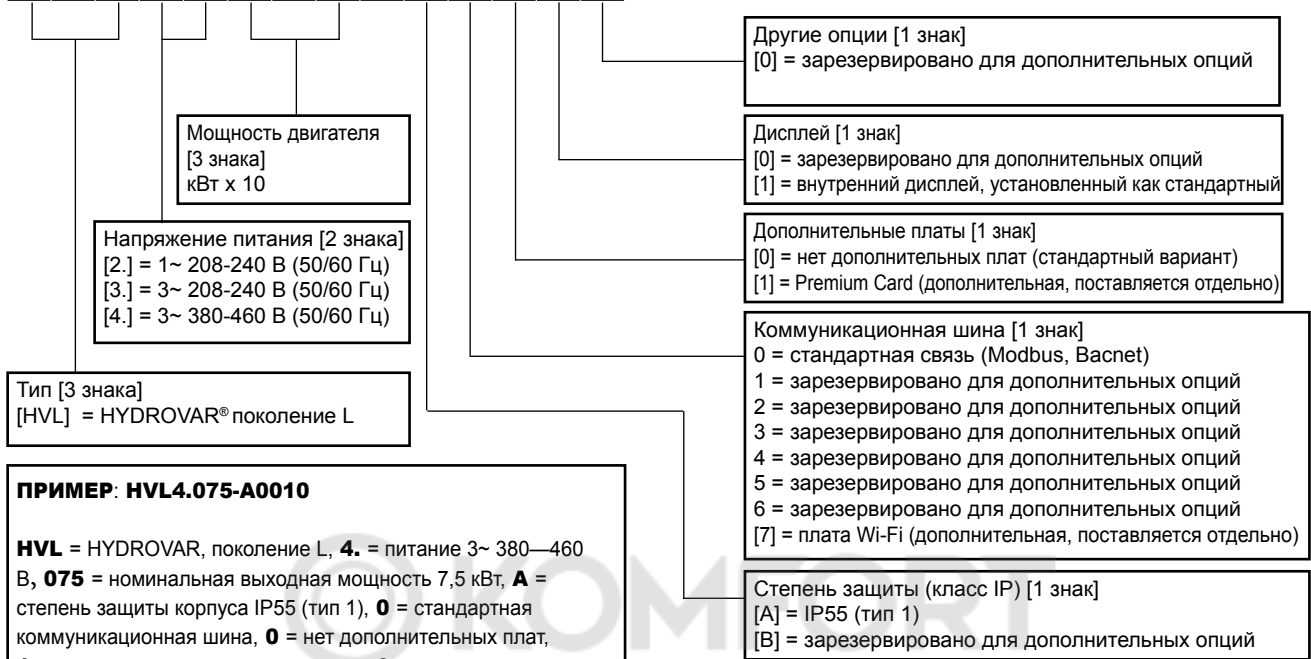 Другие опции [1 знак]
[0] = зарезервировано для дополнительных опций
Мощность двигателя
[3 знака]
кВт x 10
Дисплей [1 знак]
[0] = зарезервировано для дополнительных опций
[1] = внутренний дисплей, установленный как стандартный
Напряжение питания [2 знака]
[2.] = 1~ 208-240 В (50/60 Гц)
[3.] = 3~ 208-240 В (50/60 Гц)
[4.] = 3~ 380-460 В (50/60 Гц)
Дополнительные платы [1 знак]
[0] = нет дополнительных плат (стандартный вариант)
[1] = Premium Card (дополнительная, поставляется отдельно)
Тип [3 знака]
[HVL] = HYDROVAR® поколение L
Коммуникационная шина [1 знак]
0 = стандартная связь (Modbus, Bacnet)
1 = зарезервировано для дополнительных опций
2 = зарезервировано для дополнительных опций
3 = зарезервировано для дополнительных опций
4 = зарезервировано для дополнительных опций
5 = зарезервировано для дополнительных опций
6 = зарезервировано для дополнительных опций
[7] = плата Wi-Fi (дополнительная, поставляется отдельно)
ПРИМЕР: HVL4.075-A0010
HVL = HYDROVAR, поколение L, 4. = питание 3~ 380—460
В, 075 = номинальная выходная мощность 7,5 кВт, A =
степень защиты корпуса IP55 (тип 1), 0 = стандартная
коммуникационная шина, 0 = нет дополнительных плат,
Степень защиты (класс IP) [1 знак]
[A] = IP55 (тип 1)
[B] = зарезервировано для дополнительных опций
KOMFORT